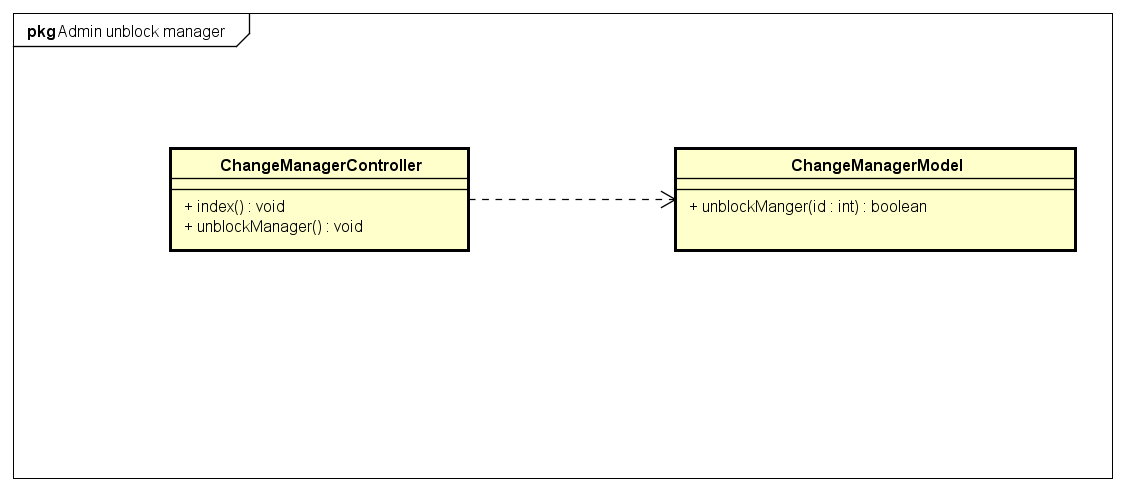 pkg Admin unblock manager
ChangeManagerController
+ index() : void
+ unblockManager() : void
ChangeManagerModel
+ unblockManger(id : int) : boolean